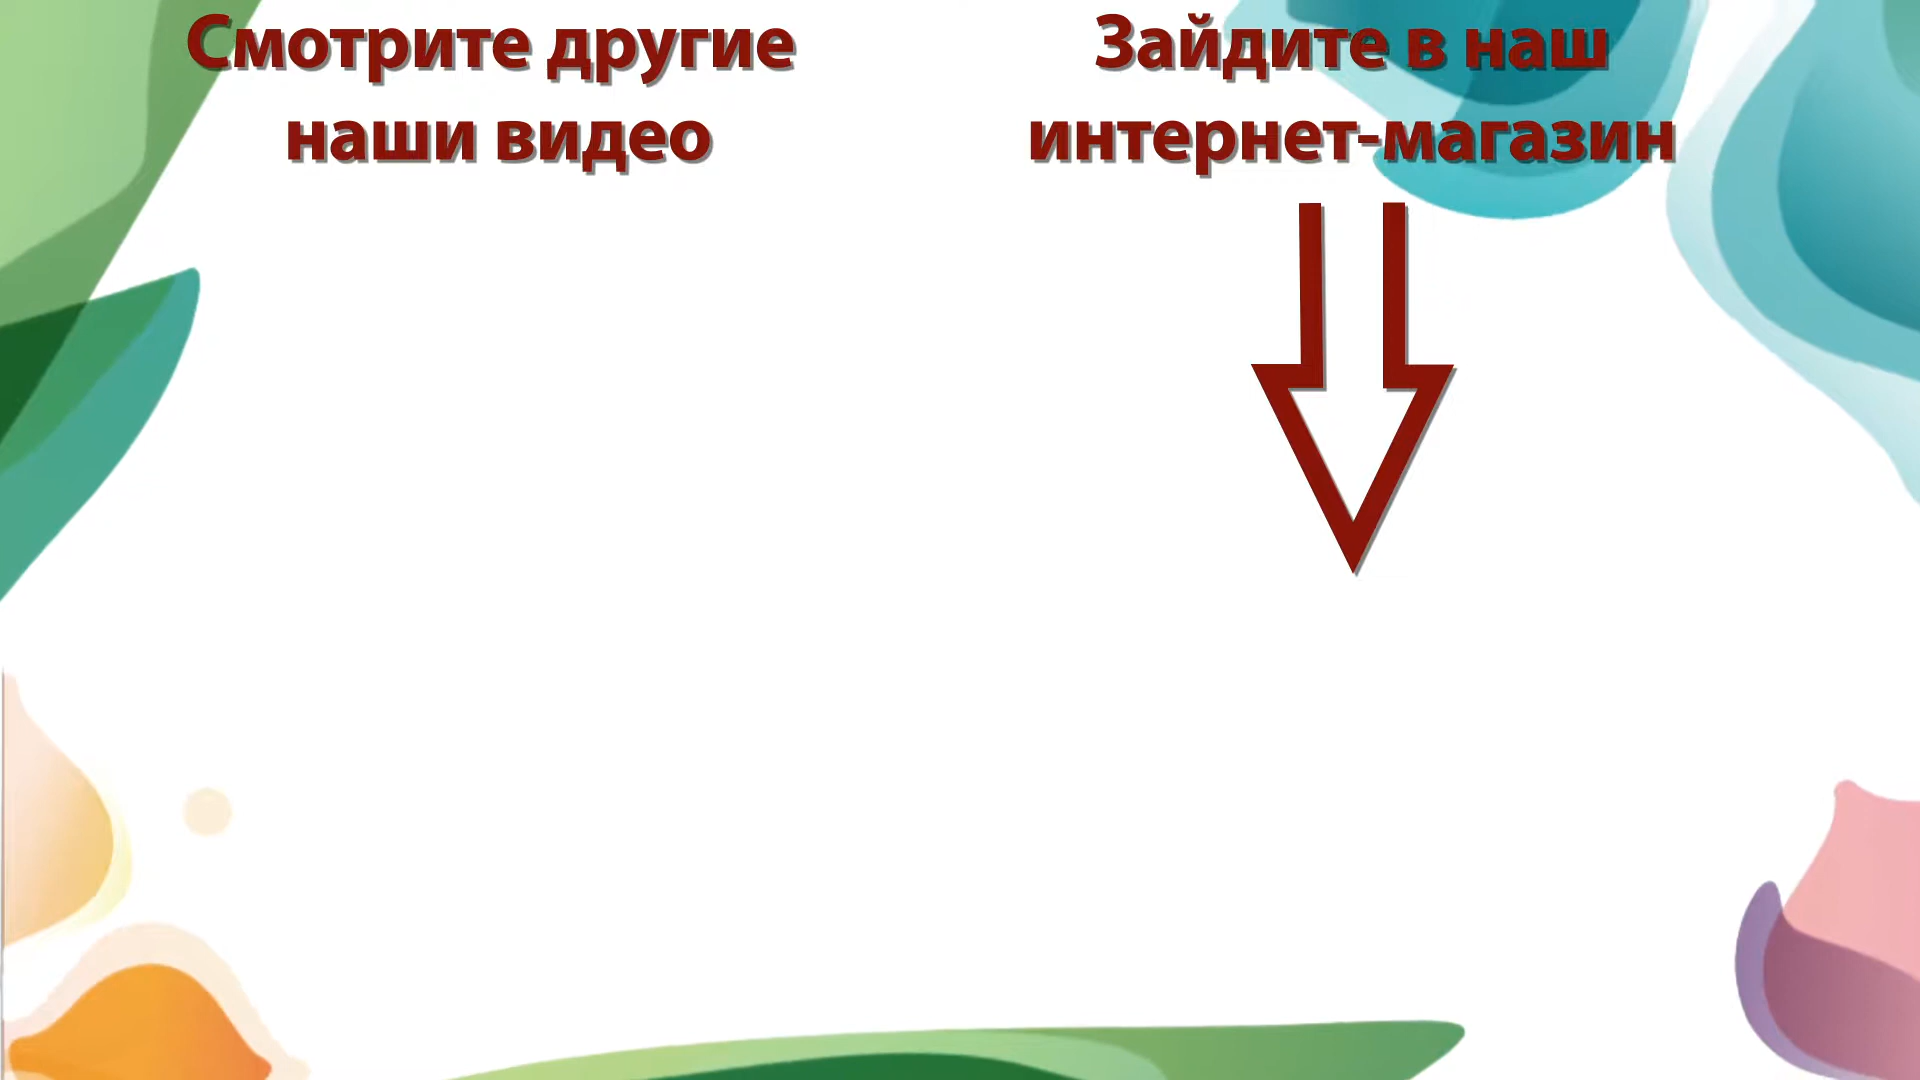 Смотрите другие
наши видео
Зайдите в наш
интернет-магазин